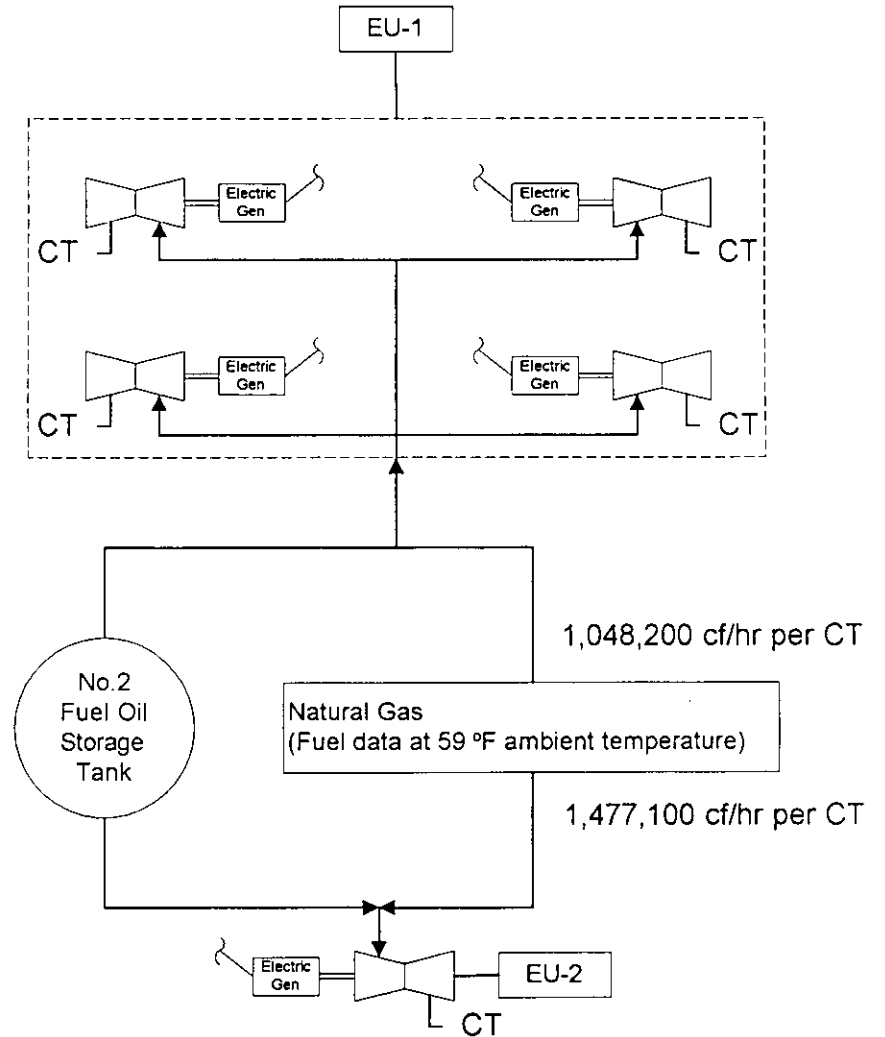 EU-1
Electric
Gen
Electric
Gen
CT
CT
Electric
Gen
Electric
Gen
CT
CT
1,048,200 cf/hr per CT
No.2
Fuel Oil
Storage
Tank
Natural Gas
(Fuel data at 59 ºF ambient temperature)
1,477,100 cf/hr per CT
Electric
Gen
EU-2
CT